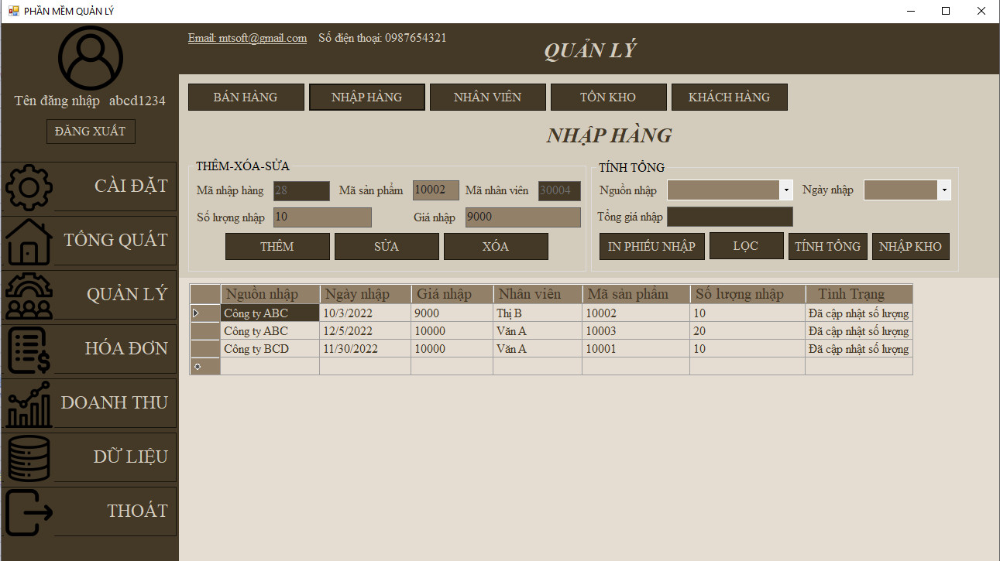 PHẦN MỀM QUẢN LÝ
Email: mtsoft@gmail.com Số điện thoại: 0987654321
QUẢN LÝ
Tên đăng nhập abcd1234
ĐĂNG XUẤT
CÀI ĐẶT
TỔNG QUÁT
QUẢN LÝ
HÓA ĐƠN
DOANH THU
DỮ LIỆU
THOÁT
BÁN HÀNG NHẬP HÀNG NHÂN VIÊN TỒN KHO KHÁCH HÀNG
NHẬP HÀNG
THÊM-XÓA-SỬA
Mã nhập hàng 28 Mã sản phẩm 10002 Mã nhân viên 30004
Số lượng nhập 10 Giá nhập 9000
THÊM SỬA XÓA
TÍNH TỔNG
Nguồn nhập Ngày nhập
Tổng giá nhập
IN PHIẾU NHẬP LỌC TÍNH TỔNG NHẬP KHO
Nguồn nhập Ngày nhập Giá nhập Nhân viên Mã sản phẩm Số lượng nhập Tình Trạng
Công ty ABC 10/3/2022 9000 Thị B 10002 10 Đã cập nhật số lượng
Công ty ABC 12/5/2022 10000 Văn A 10003 20 Đã cập nhật số lượng
Công ty BCD 11/30/2022 10000 Văn A 10001 10 Đã cập nhật số lượng